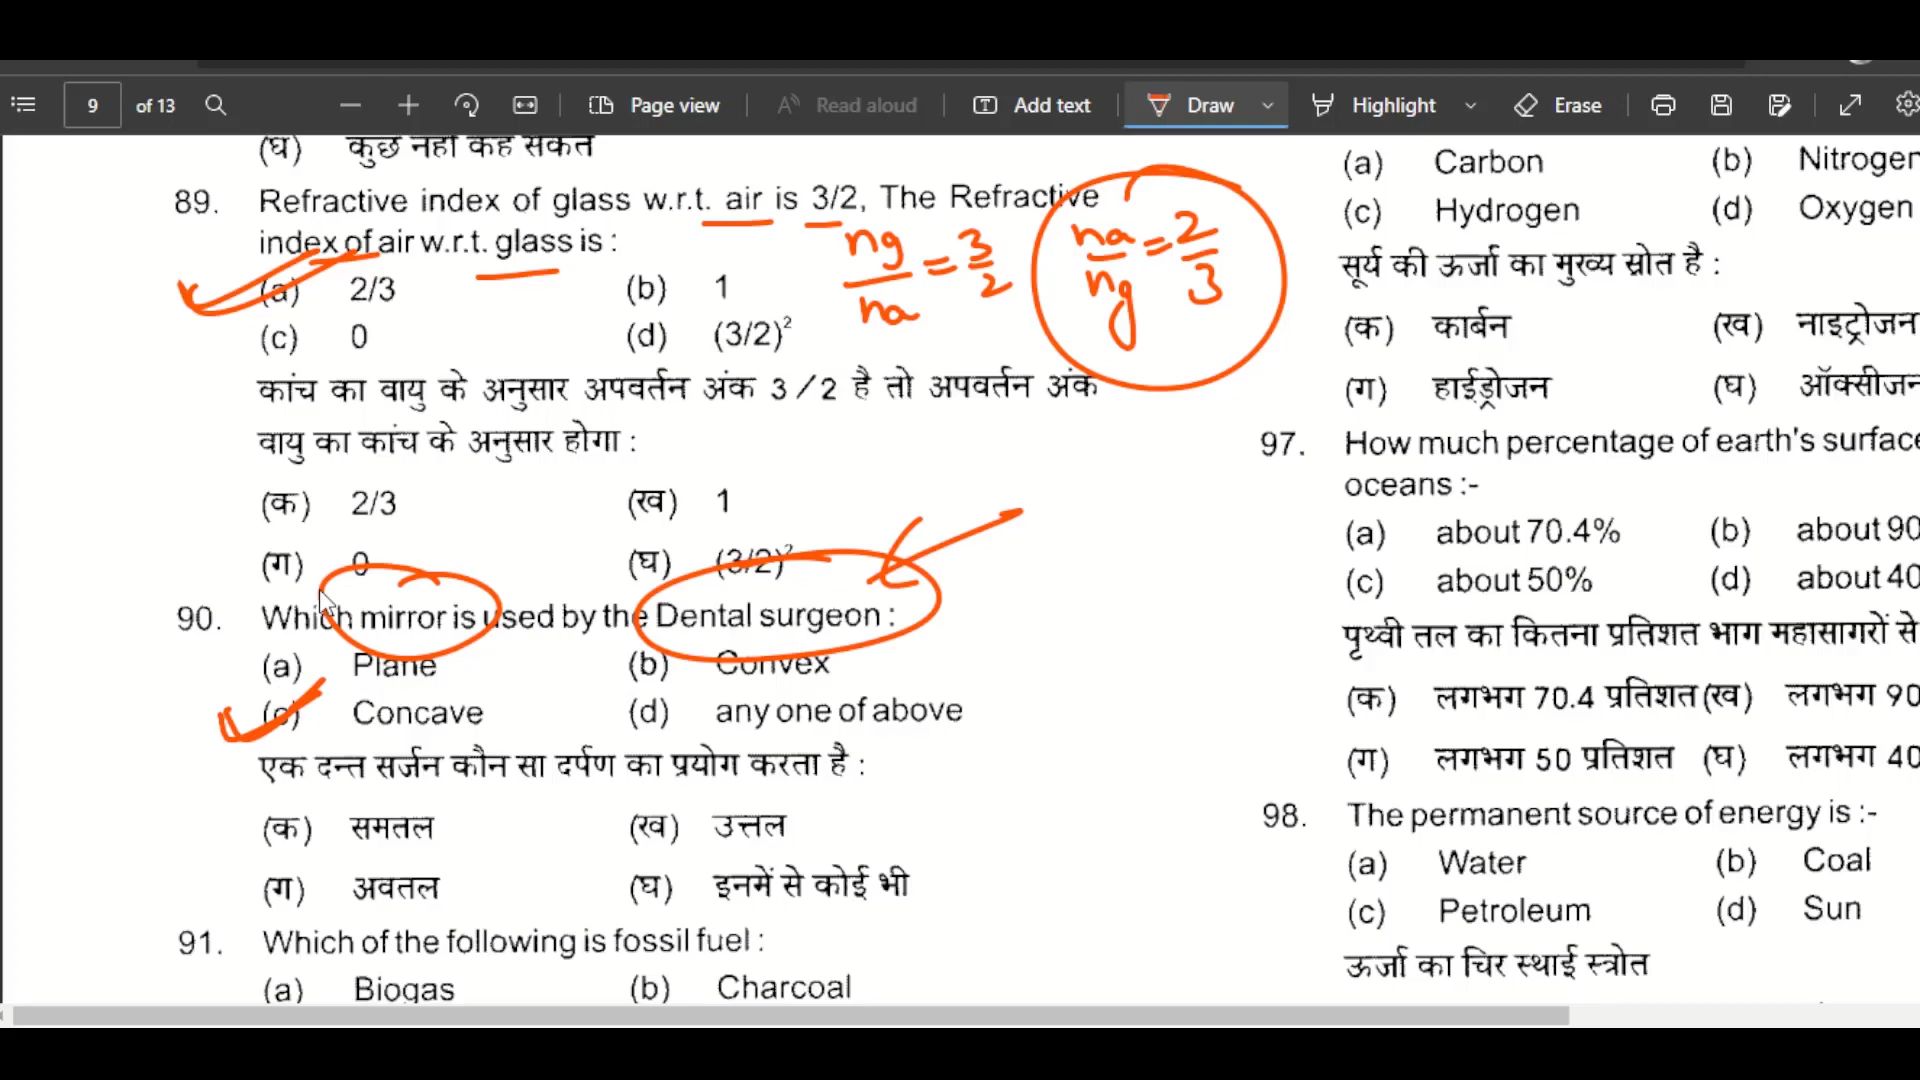 9 of 13 Page view Read aloud Add text Draw Highlight Erase
(घ) कुछ नहीं कह सकते
89. Refractive index of glass w.r.t. air is 3/2, The Refractive
index of air w.r.t. glass is :
(a) 2/3 (b) 1
(c) 0 (d) (3/2)²
ng/na = 3/2
na/ng = 2/3
कांच का वायु के अनुसार अपवर्तन अंक 3/2 है तो अपवर्तन अंक
वायु का कांच के अनुसार होगा :
(क) 2/3 (ख) 1
(ग) 0 (घ) (3/2)²
90. Which mirror is used by the Dental surgeon :
(a) Plane (b) Convex
(c) Concave (d) any one of above
एक दन्त सर्जन कौन सा दर्पण का प्रयोग करता है :
(क) समतल (ख) उत्तल
(ग) अवतल (घ) इनमें से कोई भी
91. Which of the following is fossil fuel :
(a) Biogas (b) Charcoal
(a) Carbon (b) Nitrogen
(c) Hydrogen (d) Oxygen
सूर्य की ऊर्जा का मुख्य स्रोत है :
(क) कार्बन (ख) नाइट्रोजन
(ग) हाईड्रोजन (घ) ऑक्सीजन
97. How much percentage of earth's surface
oceans :-
(a) about 70.4% (b) about 90
(c) about 50% (d) about 40
पृथ्वी तल का कितना प्रतिशत भाग महासागरों से
(क) लगभग 70.4 प्रतिशत (ख) लगभग 90
(ग) लगभग 50 प्रतिशत (घ) लगभग 40
98. The permanent source of energy is :-
(a) Water (b) Coal
(c) Petroleum (d) Sun
ऊर्जा का चिर स्थाई स्त्रोत